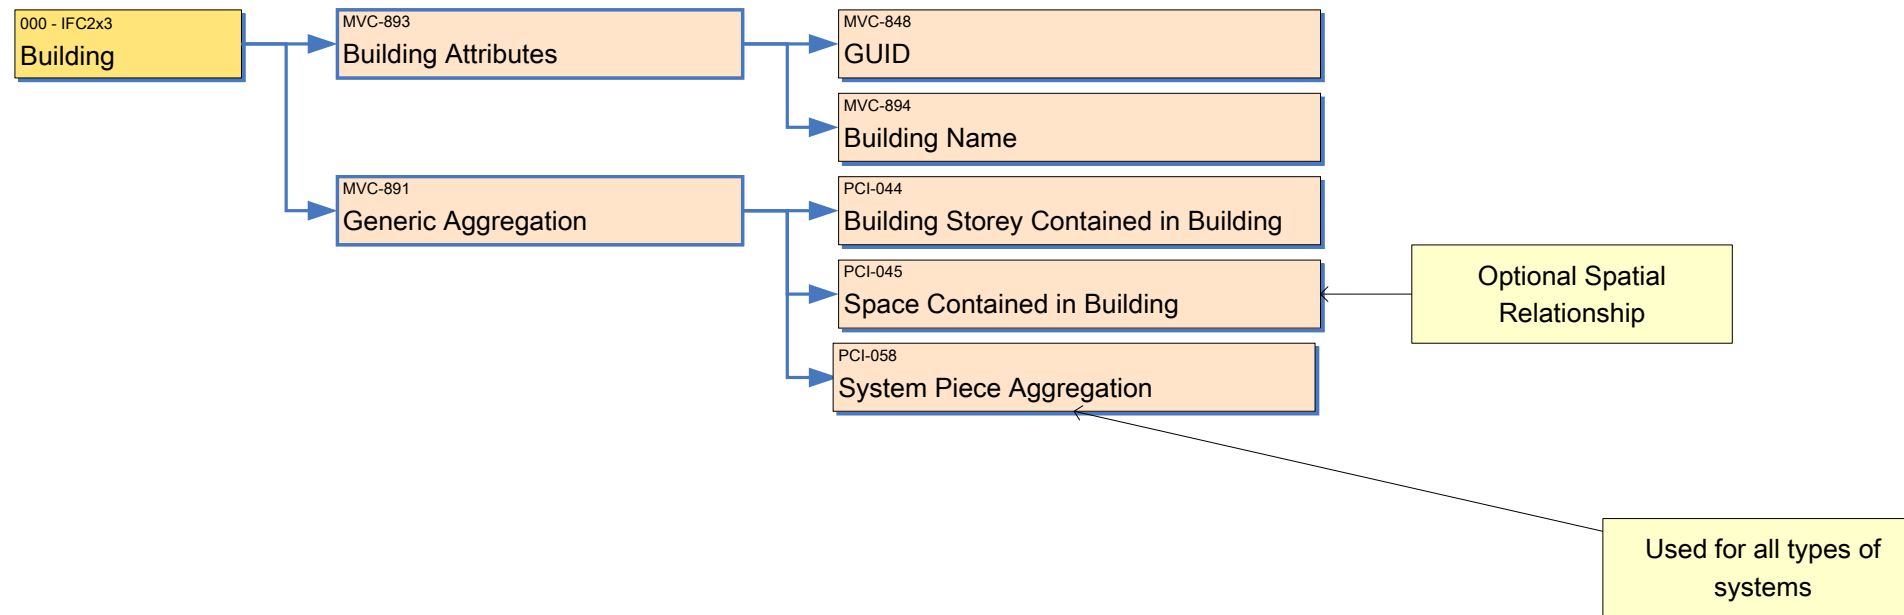 000 - IFC2x3
Building
MVC-893
Building Attributes
MVC-848
GUID
MVC-894
Building Name
MVC-891
Generic Aggregation
PCI-044
Building Storey Contained in Building
PCI-045
Space Contained in Building
Optional Spatial
Relationship
PCI-058
System Piece Aggregation
Used for all types of
systems